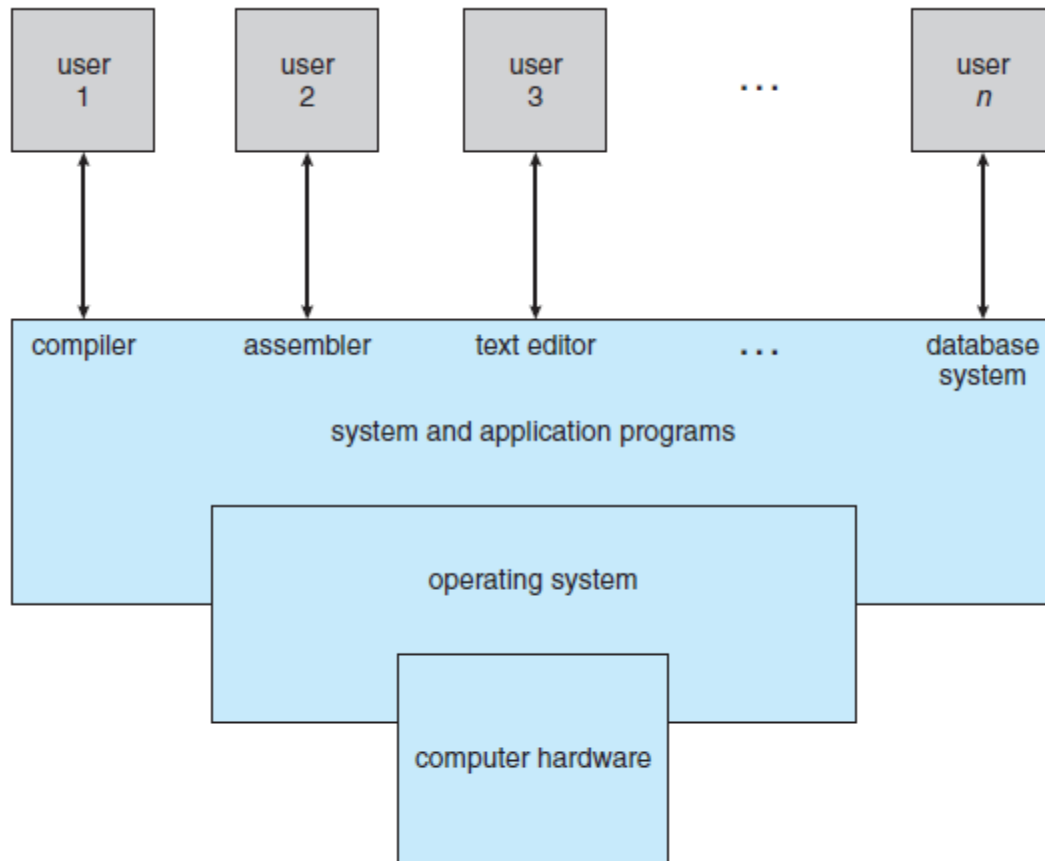 user
1
user
2
user
3
...
user
n
compiler
assembler
text editor
...
database
system
system and application programs
operating system
computer hardware